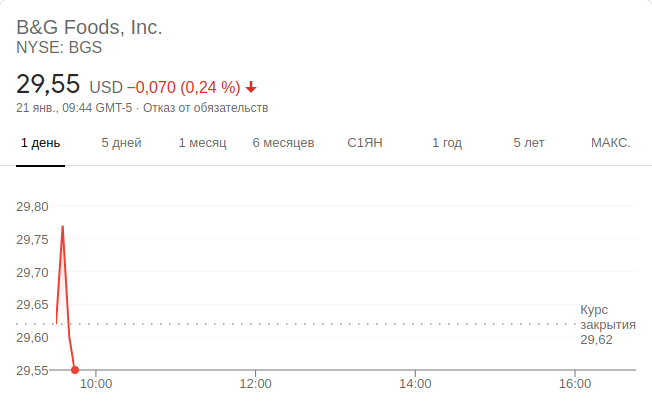 B&G Foods, Inc.
NYSE: BGS
29,55 USD −0,070 (0,24 %)
21 янв., 09:44 GMT-5 · Отказ от обязательств
1 день 5 дней 1 месяц 6 месяцев С1ЯН 1 год 5 лет МАКС.
29,80
29,75
29,70
29,65
Курс
закрытия
29,62
29,60
29,55
10:00 12:00 14:00 16:00